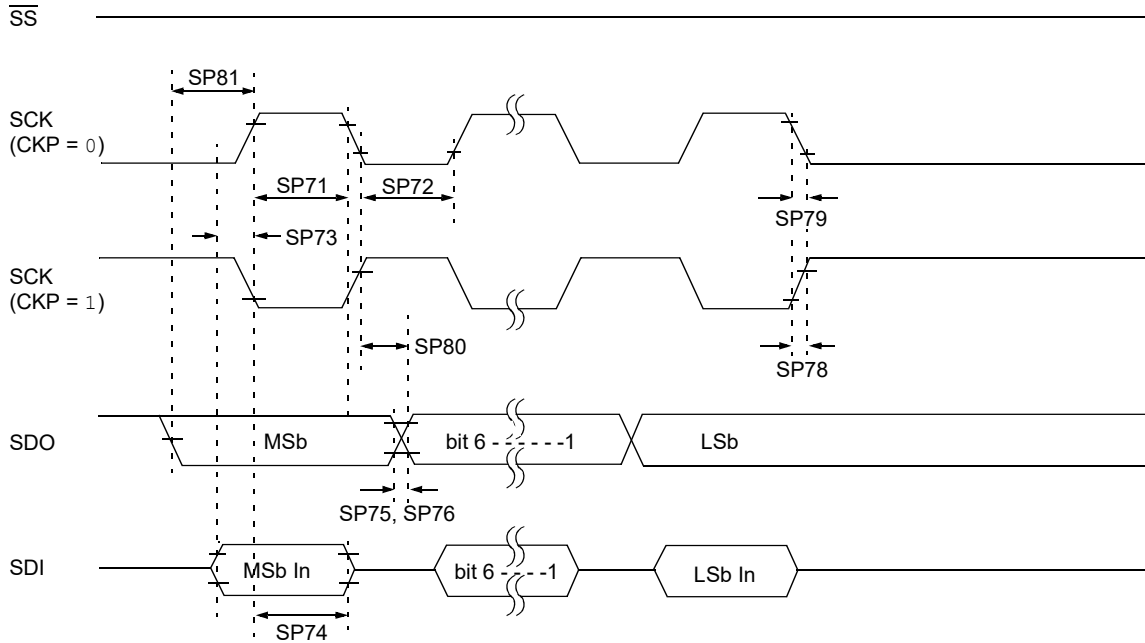 SS
SP81
SCK
(CKP = 0)
SP71
SP72
SP79
SP73
SCK
(CKP = 1)
SP80
SP78
SDO
MSb
bit 6 - - - - - - -1
LSb
SP75, SP76
SDI
MSb In
bit 6 - - - - -1
LSb In
SP74